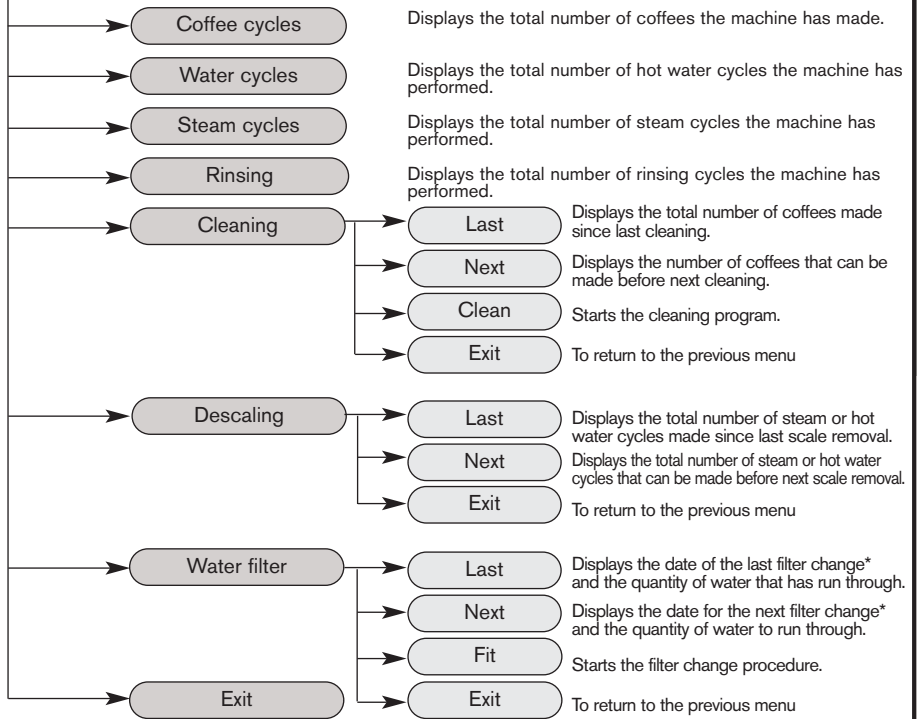 Coffee cycles
Displays the total number of coffees the machine has made.
Water cycles
Displays the total number of hot water cycles the machine has
performed.
Steam cycles
Displays the total number of steam cycles the machine has
performed.
Rinsing
Displays the total number of rinsing cycles the machine has
performed.
Cleaning
Last
Displays the total number of coffees made
since last cleaning.
Next
Displays the number of coffees that can be
made before next cleaning.
Clean
Starts the cleaning program.
Exit
To return to the previous menu
Descaling
Last
Displays the total number of steam or hot
water cycles made since last scale removal.
Next
Displays the total number of steam or hot water
cycles that can be made before next scale removal.
Exit
To return to the previous menu
Water filter
Last
Displays the date of the last filter change*
and the quantity of water that has run through.
Next
Displays the date for the next filter change*
and the quantity of water to run through.
Fit
Starts the filter change procedure.
Exit
Exit
To return to the previous menu